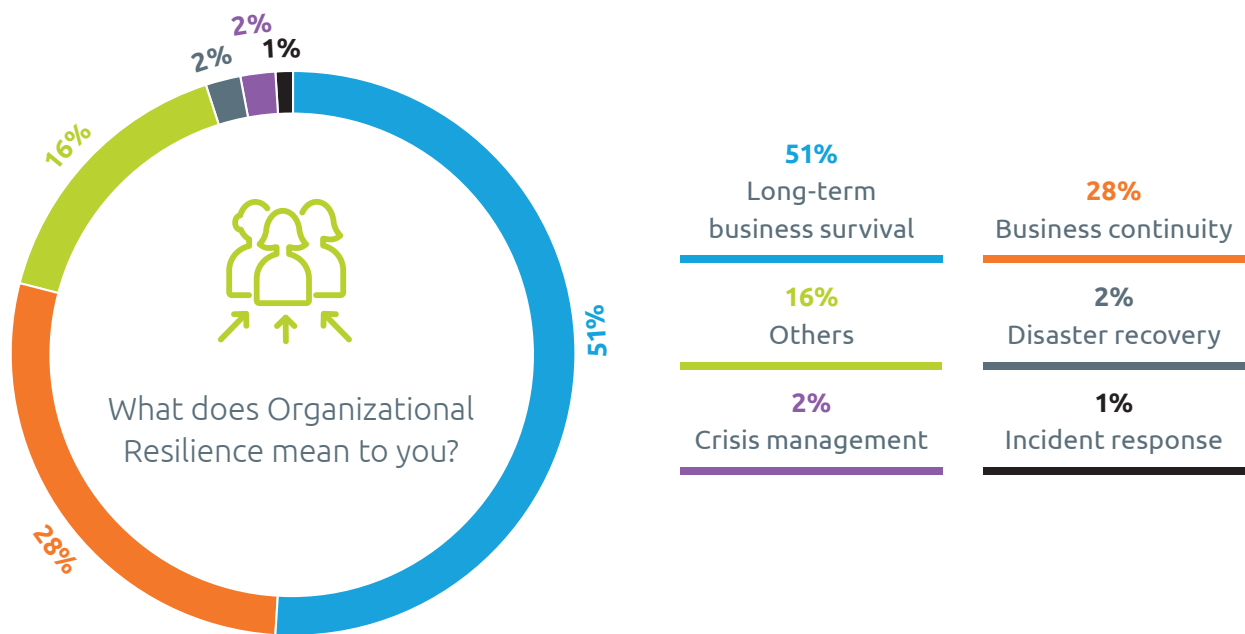 2%
1%
2%
16%
51%
28%
What does Organizational
Resilience mean to you?
51%
Long-term
business survival
28%
Business continuity
16%
Others
2%
Disaster recovery
2%
Crisis management
1%
Incident response